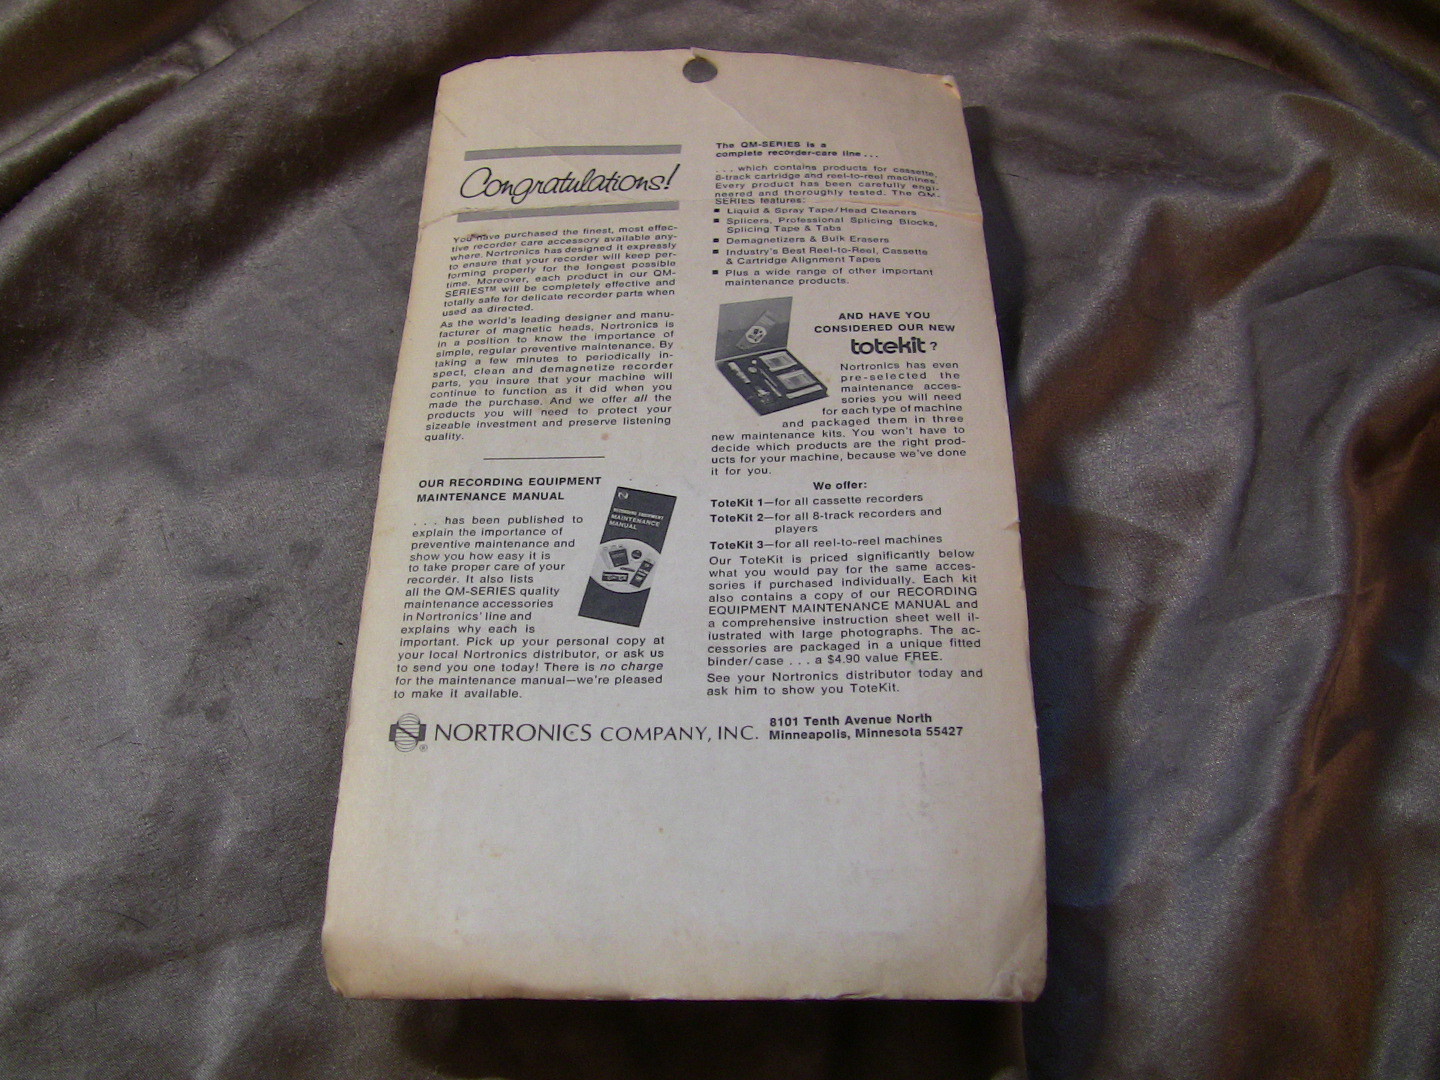 Congratulations!
You have purchased the finest, most effec-
tive recorder care accessory available any-
where. Nortronics has designed it expressly
to ensure that your recorder will keep per-
forming properly for the longest possible
time. Moreover, each product in our QM-
SERIES™ will be completely effective and
totally safe for delicate recorder parts when
used as directed.
As the world's leading designer and manu-
facturer of magnetic heads, Nortronics is
in a position to know the importance of
simple, regular preventive maintenance. By
taking a few minutes to periodically in-
spect, clean and demagnetize recorder
parts, you insure that your machine will
continue to function as it did when you
made the purchase. And we offer all the
products you will need to protect your
sizeable investment and preserve listening
quality.
OUR RECORDING EQUIPMENT
MAINTENANCE MANUAL
. . . has been published to
explain the importance of
preventive maintenance and
show you how easy it is
to take proper care of your
recorder. It also lists
all the QM-SERIES quality
maintenance accessories
in Nortronics' line and
explains why each is
important. Pick up your personal copy at
your local Nortronics distributor, or ask us
to send you one today! There is no charge
for the maintenance manual—we're pleased
to make it available.
RECORDING EQUIPMENT
MAINTENANCE
MANUAL
The QM-SERIES is a
complete recorder-care line . . .
. . . which contains products for cassette,
8-track cartridge and reel-to-reel machines.
Every product has been carefully engi-
neered and thoroughly tested. The QM-
SERIES features:
■ Liquid & Spray Tape/Head Cleaners
■ Splicers, Professional Splicing Blocks,
Splicing Tape & Tabs
■ Demagnetizers & Bulk Erasers
■ Industry's Best Reel-to-Reel, Cassette
& Cartridge Alignment Tapes
■ Plus a wide range of other important
maintenance products.
AND HAVE YOU
CONSIDERED OUR NEW
totekit ?
Nortronics has even
pre-selected the
maintenance acces-
sories you will need
for each type of machine
and packaged them in three
new maintenance kits. You won't have to
decide which products are the right prod-
ucts for your machine, because we've done
it for you.
We offer:
ToteKit 1—for all cassette recorders
ToteKit 2—for all 8-track recorders and
players
ToteKit 3—for all reel-to-reel machines
Our ToteKit is priced significantly below
what you would pay for the same acces-
sories if purchased individually. Each kit
also contains a copy of our RECORDING
EQUIPMENT MAINTENANCE MANUAL and
a comprehensive instruction sheet well il-
lustrated with large photographs. The ac-
cessories are packaged in a unique fitted
binder/case . . . a $4.90 value FREE.
See your Nortronics distributor today and
ask him to show you ToteKit.
N ® NORTRONICS COMPANY, INC.
8101 Tenth Avenue North
Minneapolis, Minnesota 55427